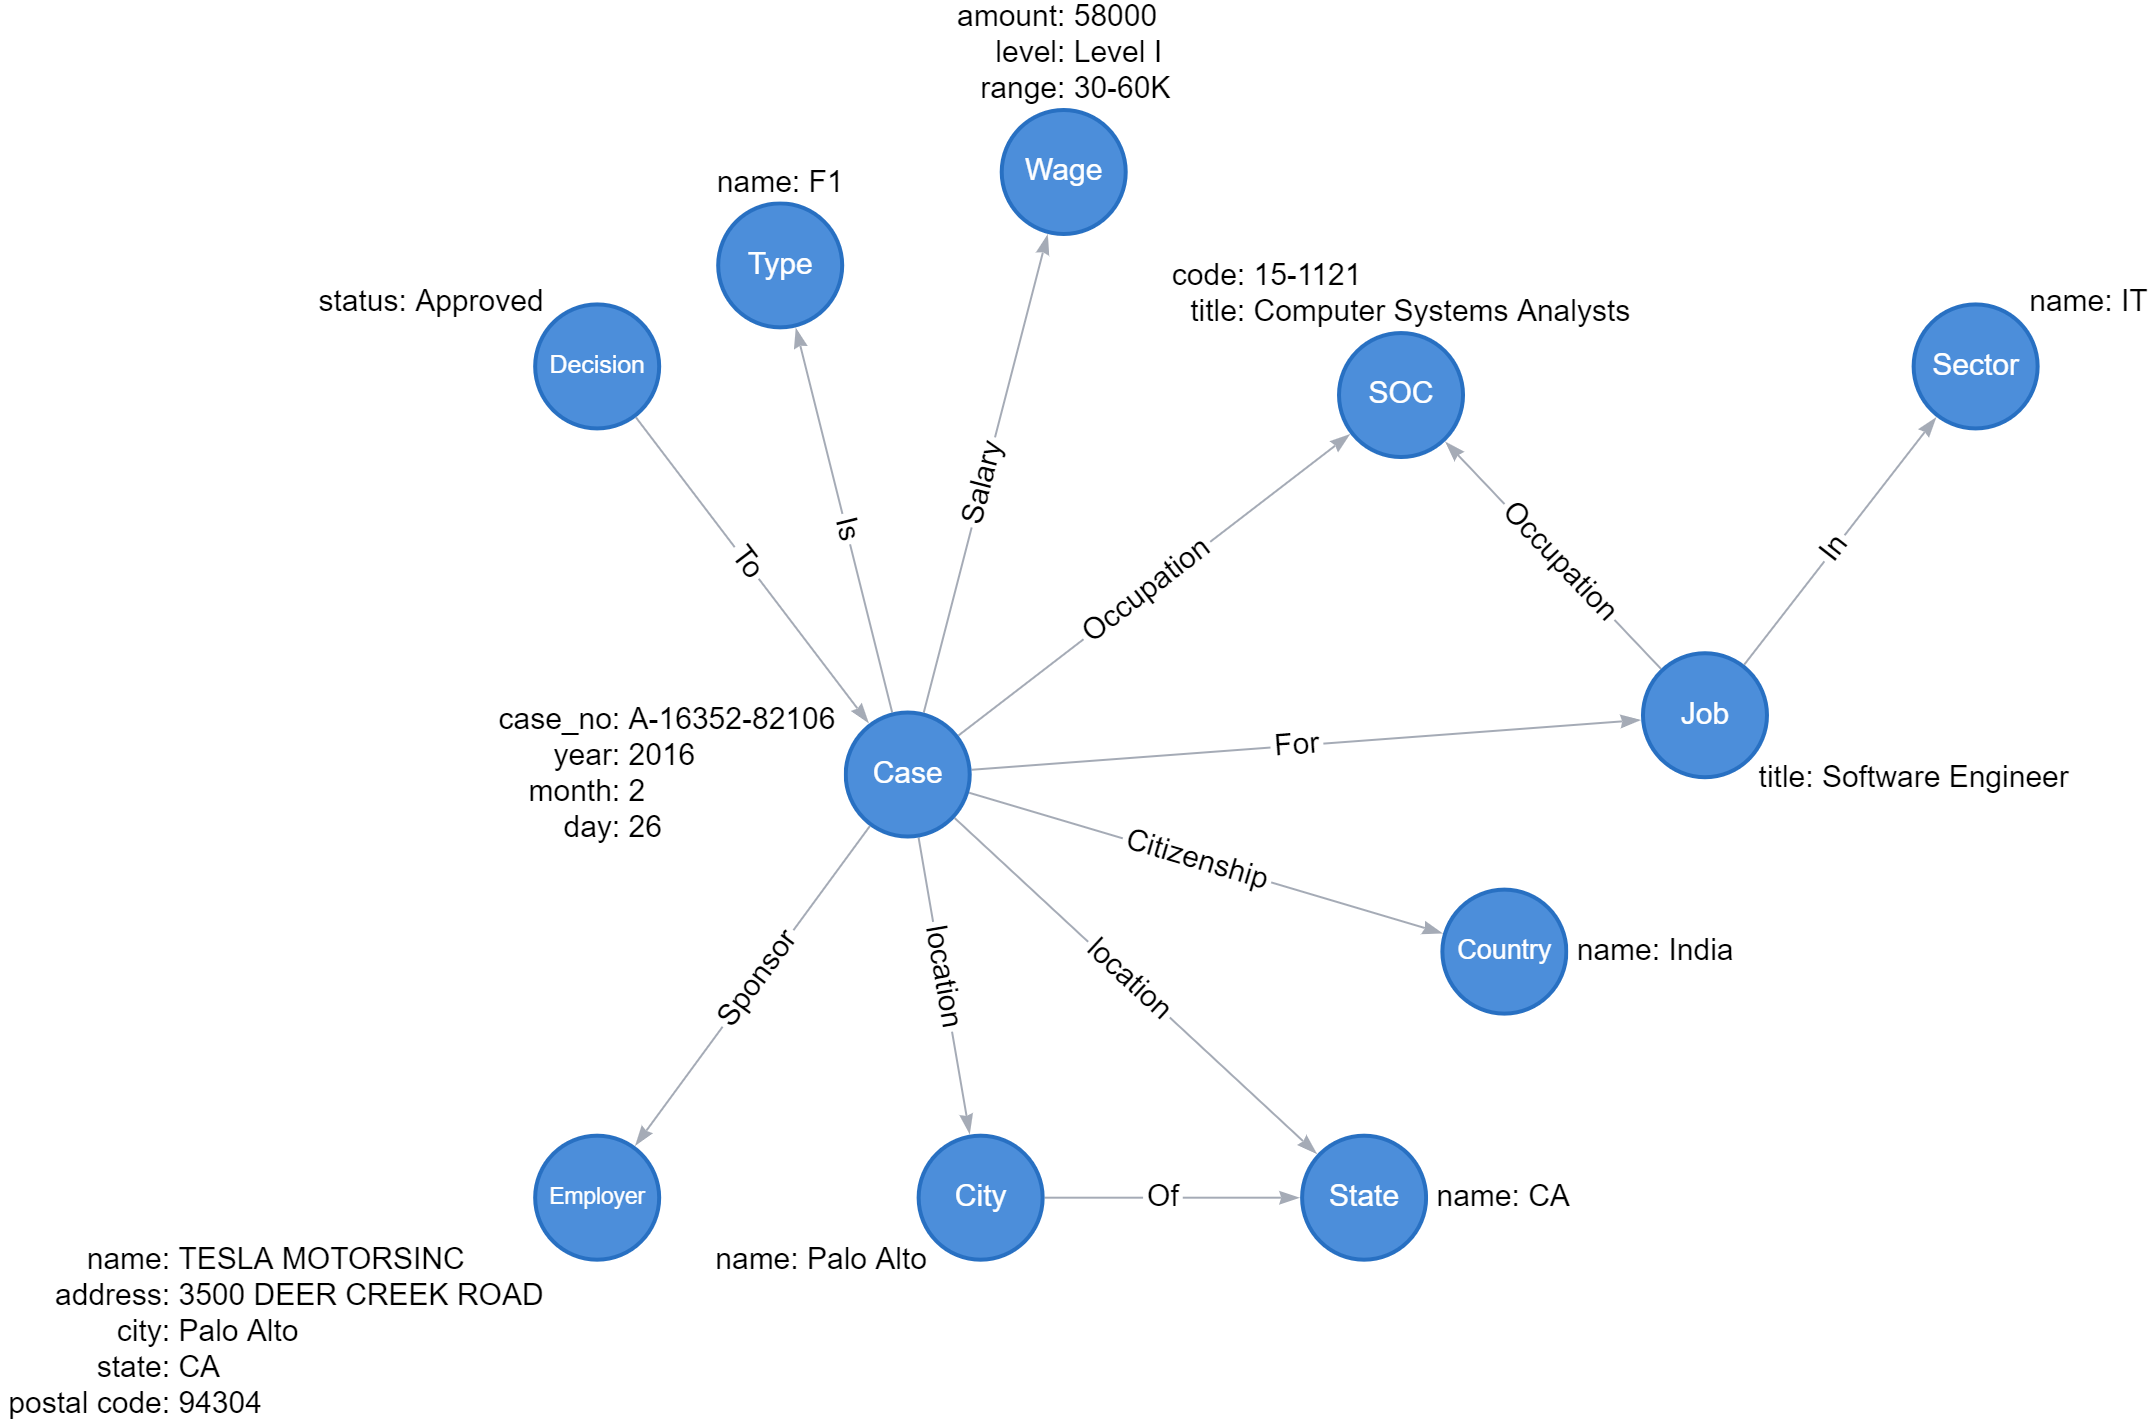 amount: 58000
level: Level I
range: 30-60K
Wage
name: F1
Type
status: Approved
Decision
code: 15-1121
title: Computer Systems Analysts
SOC
name: IT
Sector
To
Is
Salary
Occupation
Occupation
In
case_no: A-16352-82106
year: 2016
month: 2
day: 26
Case
For
Job
title: Software Engineer
Citizenship
Country
name: India
Sponsor
location
location
Employer
City
Of
State
name: CA
name: Palo Alto
name: TESLA MOTORSINC
address: 3500 DEER CREEK ROAD
city: Palo Alto
state: CA
postal code: 94304